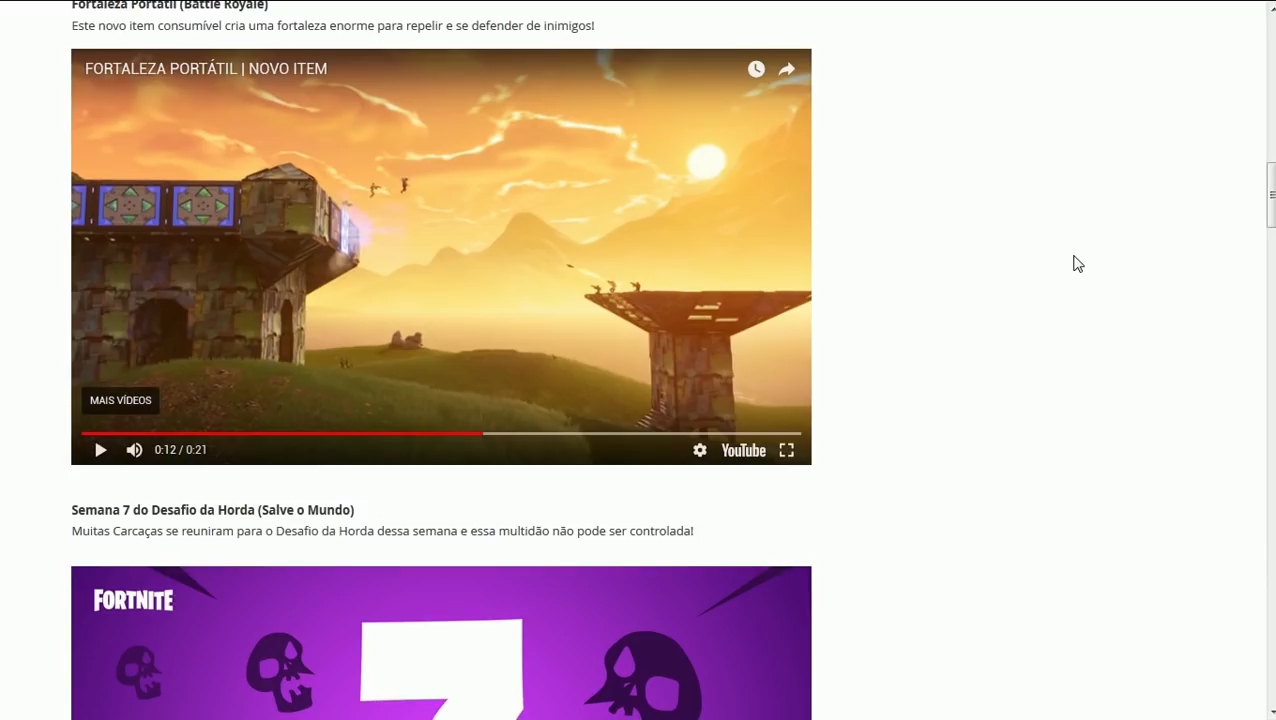 Fortaleza Portátil (Battle Royale)
Este novo item consumível cria uma fortaleza enorme para repelir e se defender de inimigos!
FORTALEZA PORTÁTIL | NOVO ITEM
MAIS VÍDEOS
0:12 / 0:21
YouTube
Semana 7 do Desafio da Horda (Salve o Mundo)
Muitas Carcaças se reuniram para o Desafio da Horda dessa semana e essa multidão não pode ser controlada!
FORTNITE
7